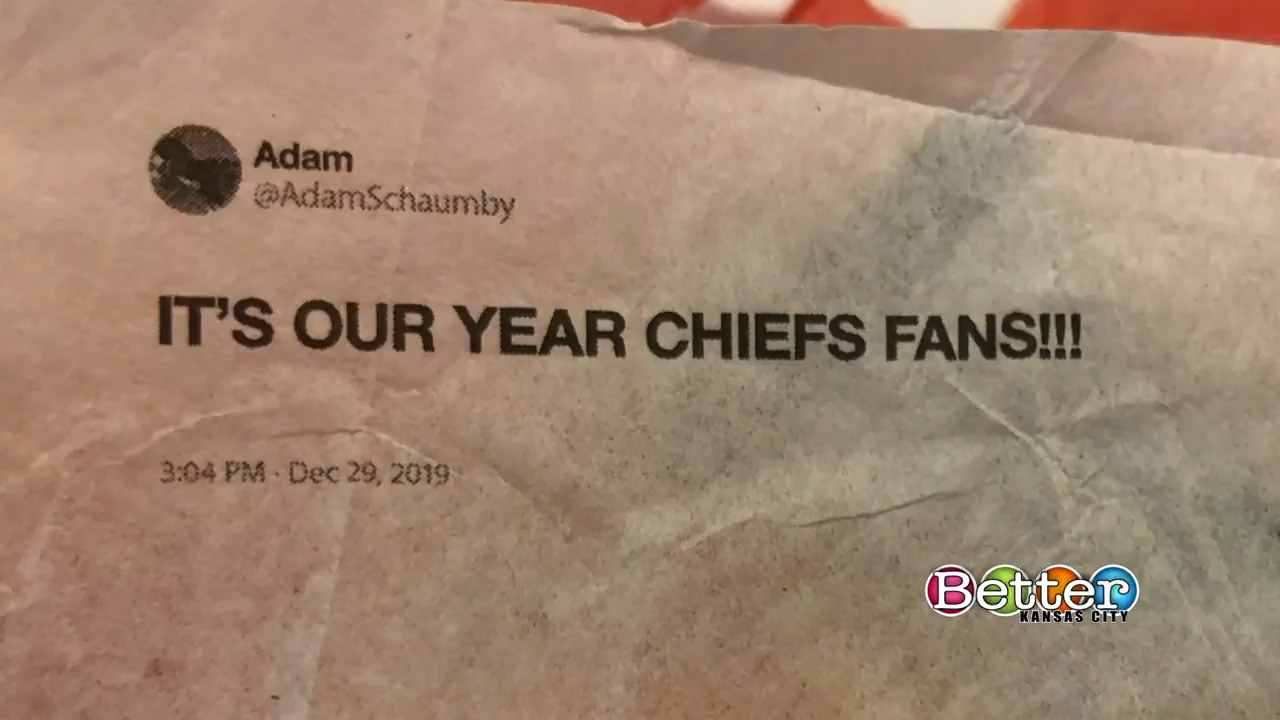 Adam
@AdamSchaumby
IT'S OUR YEAR CHIEFS FANS!!!
3:04 PM · Dec 29, 2019
Better
KANSAS CITY